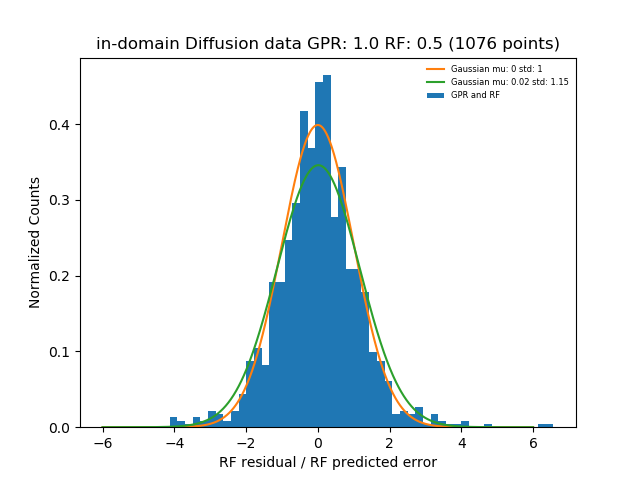 in-domain Diffusion data GPR: 1.0 RF: 0.5 (1076 points)
Gaussian mu: 0 std: 1
Gaussian mu: 0.02 std: 1.15
GPR and RF
Normalized Counts
0.4
0.3
0.2
0.1
0.0
−6 −4 −2 0 2 4 6
RF residual / RF predicted error